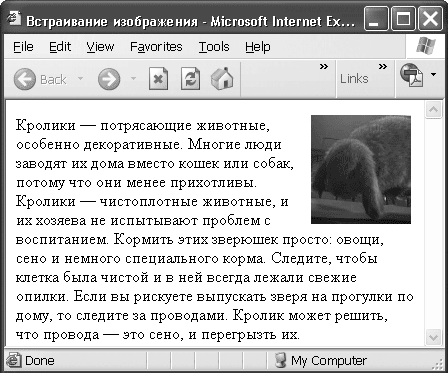 Встраивание изображения - Microsoft Internet Ex...
File Edit View Favorites Tools Help
Back Links
Кролики — потрясающие животные,
особенно декоративные. Многие люди
заводят их дома вместо кошек или собак,
потому что они менее прихотливы.
Кролики — чистоплотные животные, и
их хозяева не испытывают проблем с
воспитанием. Кормить этих зверюшек просто: овощи,
сено и немного специального корма. Следите, чтобы
клетка была чистой и в ней всегда лежали свежие
опилки. Если вы рискуете выпускать зверя на прогулки по
дому, то следите за проводами. Кролик может решить,
что провода — это сено, и перегрызть их.
Done My Computer